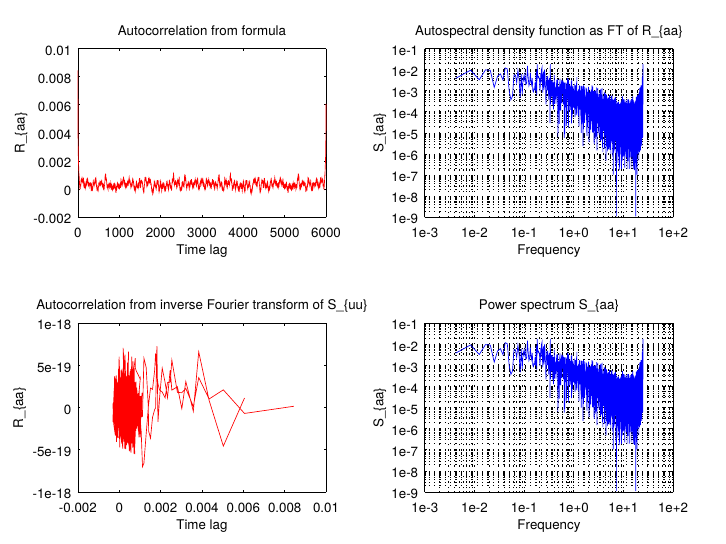 Autocorrelation from formula
0.01
0.008
0.006
0.004
0.002
0
-0.002
R_{aa}
0 1000 2000 3000 4000 5000 6000
Time lag
Autospectral density function as FT of R_{aa}
1e-1
1e-2
1e-3
1e-4
1e-5
1e-6
1e-7
1e-8
1e-9
S_{aa}
1e-3 1e-2 1e-1 1e+0 1e+1 1e+2
Frequency
Autocorrelation from inverse Fourier transform of S_{uu}
1e-18
5e-19
0
-5e-19
-1e-18
R_{aa}
-0.002 0 0.002 0.004 0.006 0.008 0.01
Time lag
Power spectrum S_{aa}
1e-1
1e-2
1e-3
1e-4
1e-5
1e-6
1e-7
1e-8
1e-9
S_{aa}
1e-3 1e-2 1e-1 1e+0 1e+1 1e+2
Frequency